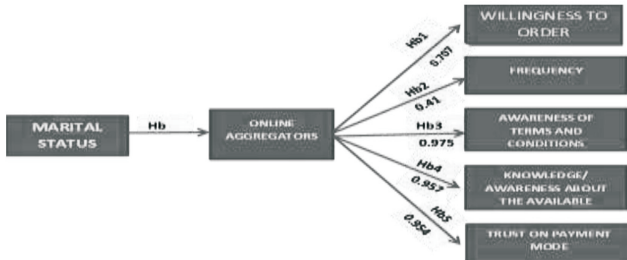 MARITAL
STATUS
Hb
ONLINE
AGGREGATORS
Hb1
0.707
Hb2
0.41
Hb3
0.975
Hb4
0.957
Hb5
0.954
WILLINGNESS TO
ORDER
FREQUENCY
AWARENESS OF
TERMS AND
CONDITIONS
KNOWLEDGE/
AWARENESS ABOUT
THE AVAILABLE
TRUST ON PAYMENT
MODE